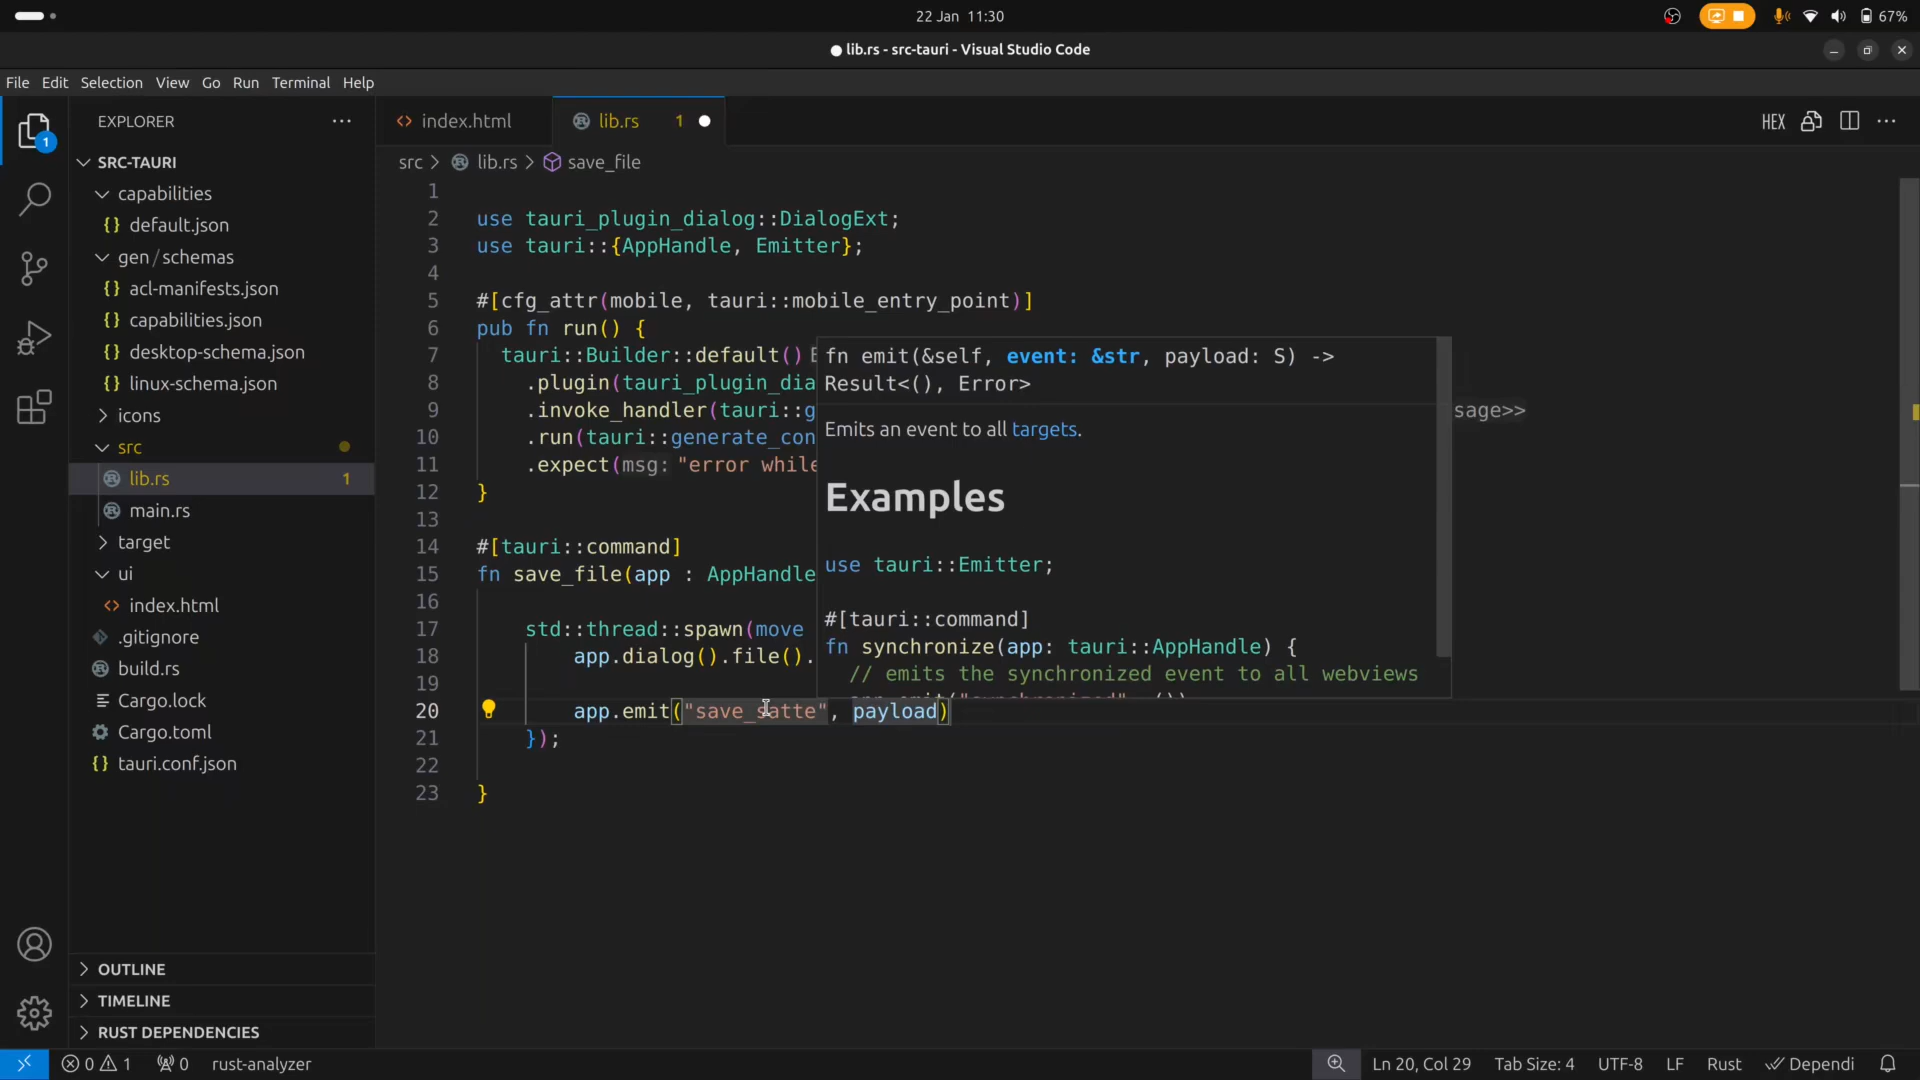 22 Jan 11:30
67%
lib.rs - src-tauri - Visual Studio Code
File Edit Selection View Go Run Terminal Help
EXPLORER
index.html
lib.rs 1
HEX
1
SRC-TAURI
capabilities
{} default.json
gen / schemas
{} acl-manifests.json
{} capabilities.json
{} desktop-schema.json
{} linux-schema.json
icons
src
lib.rs 1
main.rs
target
ui
index.html
.gitignore
build.rs
Cargo.lock
Cargo.toml
{} tauri.conf.json
OUTLINE
TIMELINE
RUST DEPENDENCIES
src > lib.rs > save_file
1
2 use tauri_plugin_dialog::DialogExt;
3 use tauri::{AppHandle, Emitter};
4
5 #[cfg_attr(mobile, tauri::mobile_entry_point)]
6 pub fn run() {
7 tauri::Builder::default()
8 .plugin(tauri_plugin_dia
9 .invoke_handler(tauri::g sage>>
10 .run(tauri::generate_con
11 .expect(msg: "error while
12 }
13
14 #[tauri::command]
15 fn save_file(app : AppHandle
16
17 std::thread::spawn(move
18 app.dialog().file().
19
20 app.emit("save_satte", payload)
21 });
22
23 }
fn emit(&self, event: &str, payload: S) ->
Result<(), Error>
Emits an event to all targets.
Examples
use tauri::Emitter;
#[tauri::command]
fn synchronize(app: tauri::AppHandle) {
// emits the synchronized event to all webviews
0 1 0 rust-analyzer
Ln 20, Col 29 Tab Size: 4 UTF-8 LF Rust Dependi